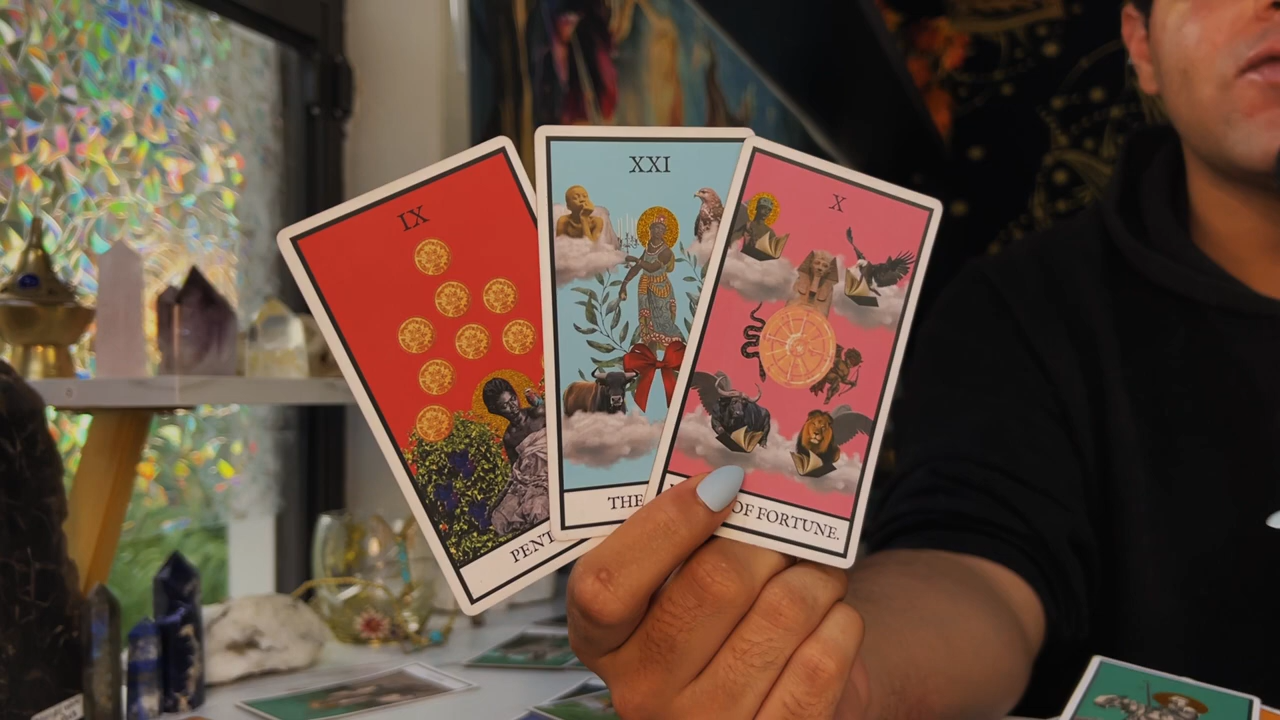 IX
PENT
XXI
THE
X
OF FORTUNE.